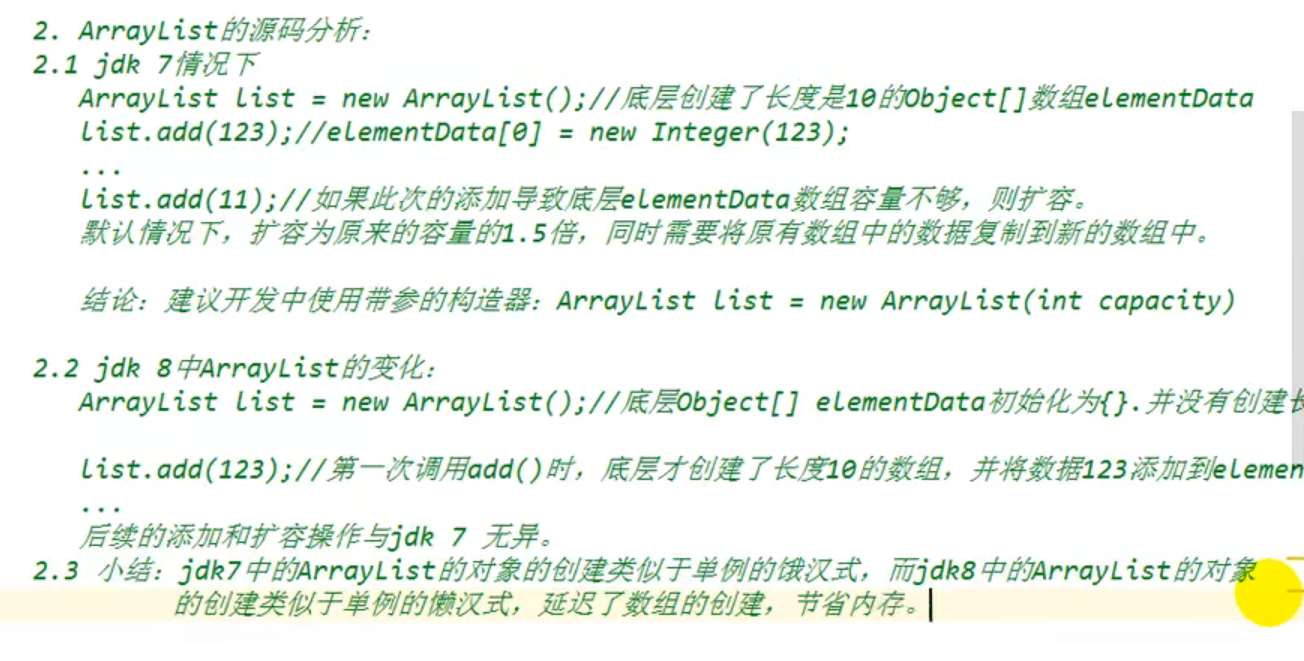 2. ArrayList的源码分析：
2.1 jdk 7情况下
ArrayList list = new ArrayList();//底层创建了长度是10的Object[]数组elementData
list.add(123);//elementData[0] = new Integer(123);
...
list.add(11);//如果此次的添加导致底层elementData数组容量不够，则扩容。
默认情况下，扩容为原来的容量的1.5倍，同时需要将原有数组中的数据复制到新的数组中。
结论：建议开发中使用带参的构造器：ArrayList list = new ArrayList(int capacity)
2.2 jdk 8中ArrayList的变化：
ArrayList list = new ArrayList();//底层Object[] elementData初始化为{}.并没有创建长
list.add(123);//第一次调用add()时，底层才创建了长度10的数组，并将数据123添加到elemen
...
后续的添加和扩容操作与jdk 7 无异。
2.3 小结：jdk7中的ArrayList的对象的创建类似于单例的饿汉式，而jdk8中的ArrayList的对象
的创建类似于单例的懒汉式，延迟了数组的创建，节省内存。